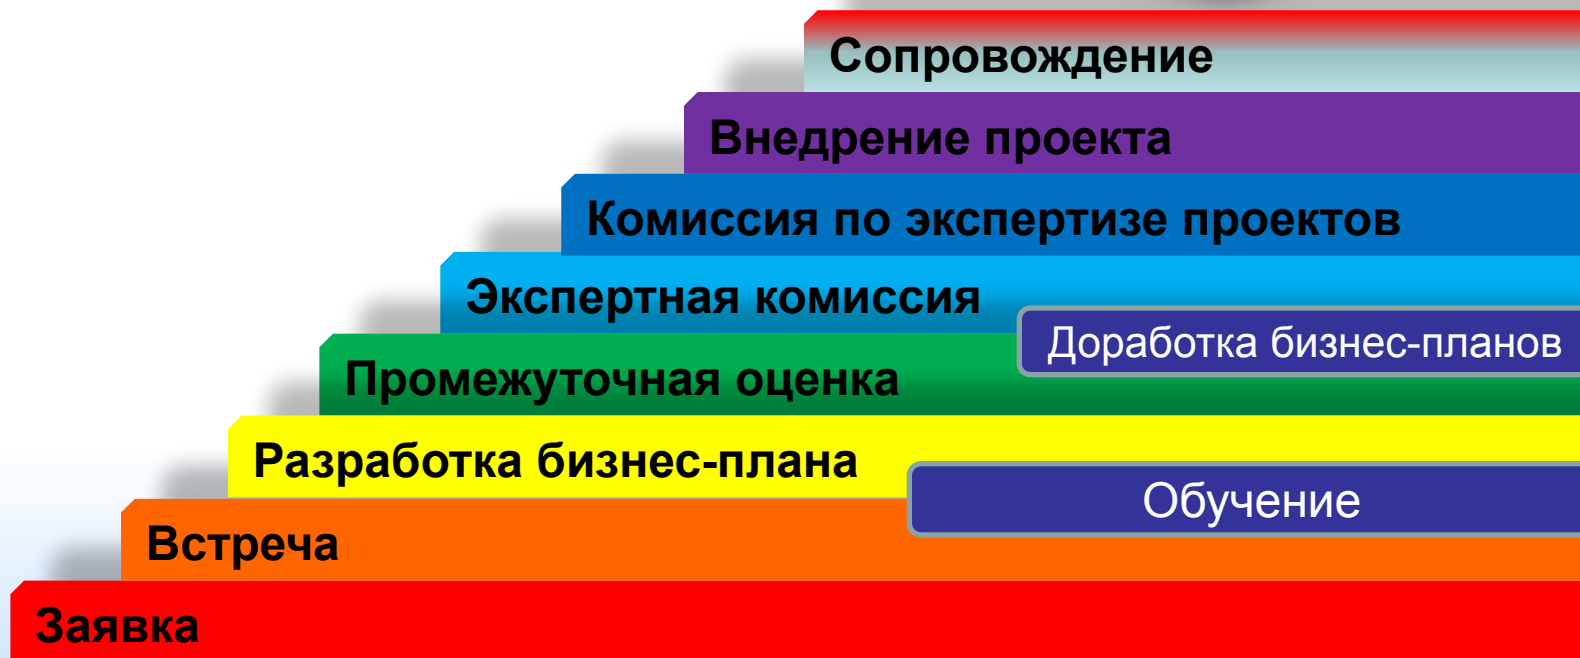 Сопровождение
Внедрение проекта
Комиссия по экспертизе проектов
Экспертная комиссия
Доработка бизнес-планов
Промежуточная оценка
Разработка бизнес-плана
Обучение
Встреча
Заявка